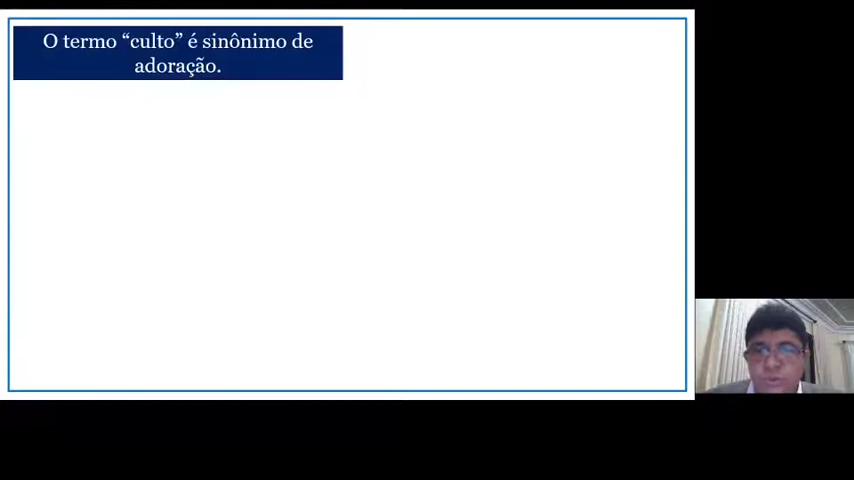 O termo “culto” é sinônimo de
adoração.